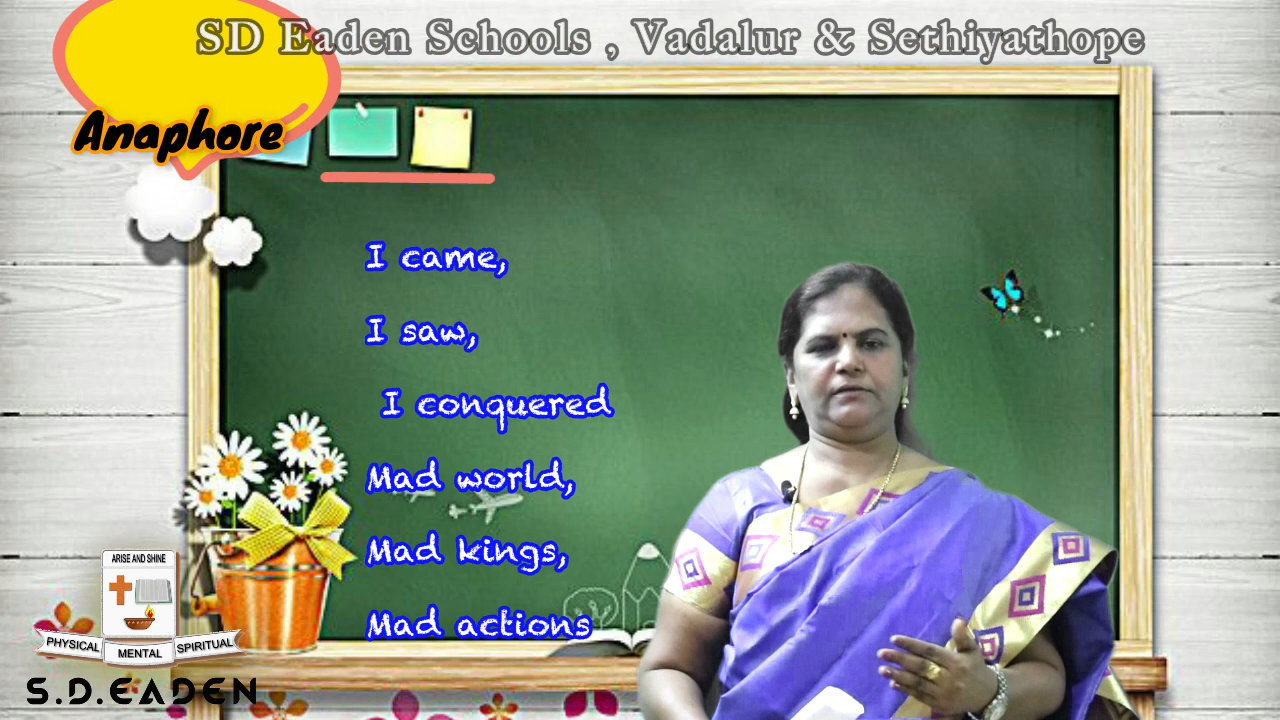 SD Eaden Schools , Vadalur & Sethiyathope
Anaphore
I came,
I saw,
I conquered
Mad world,
Mad kings,
Mad actions
ARISE AND SHINE
PHYSICAL
MENTAL
SPIRITUAL
S.D.EADEN